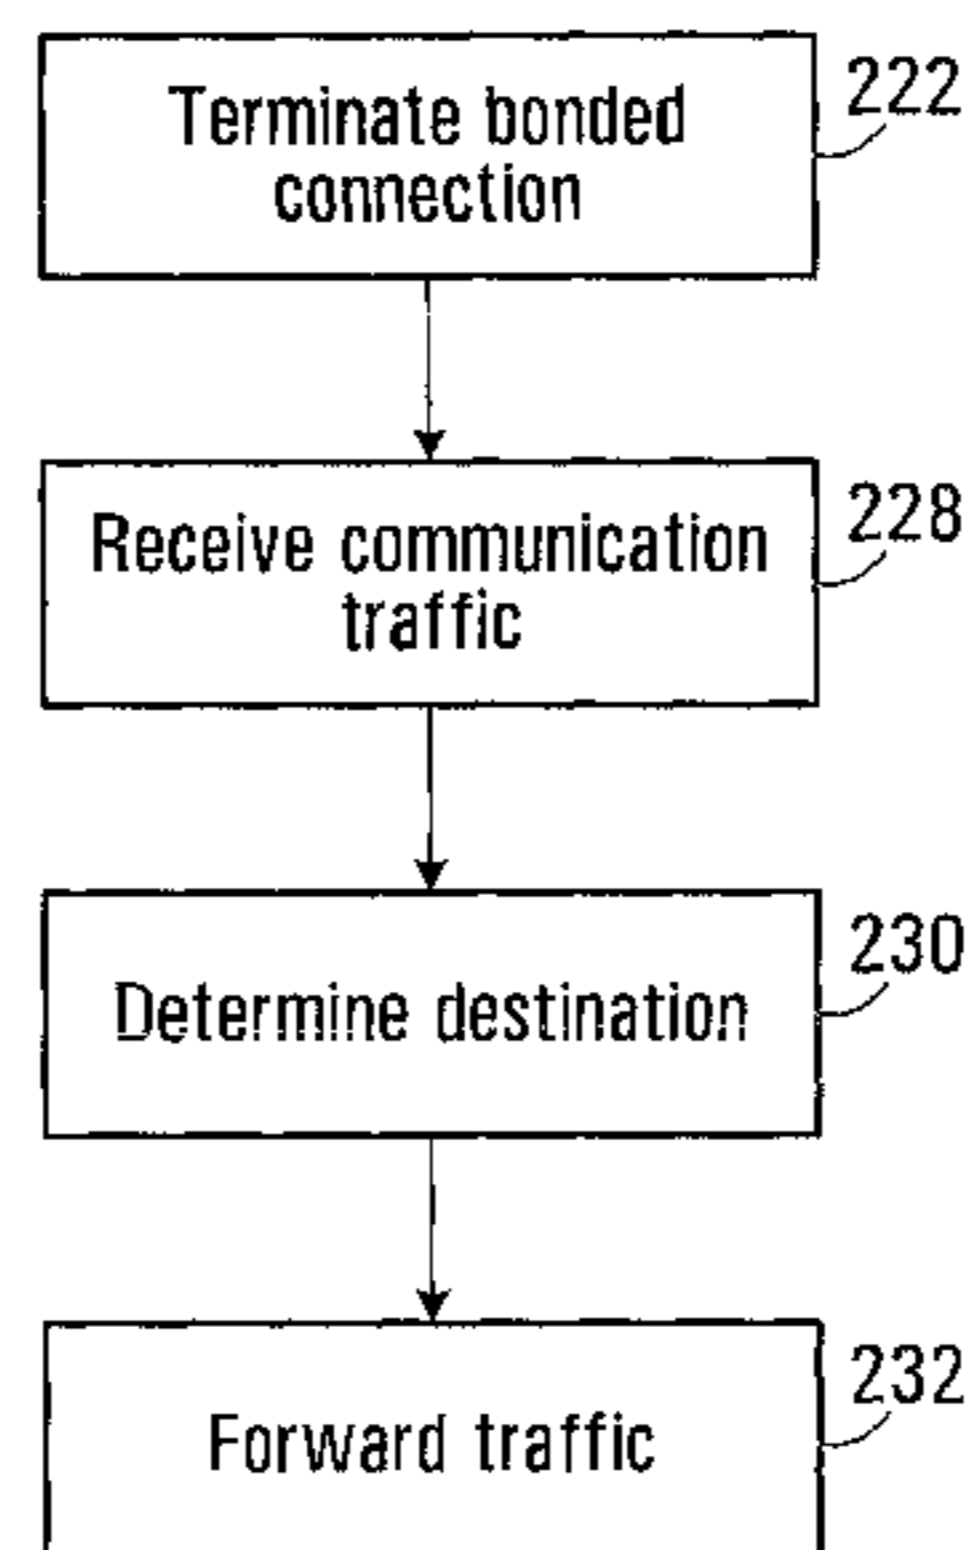 Terminate bonded
connection
222
Receive communication
traffic
228
Determine destination
230
Forward traffic
232